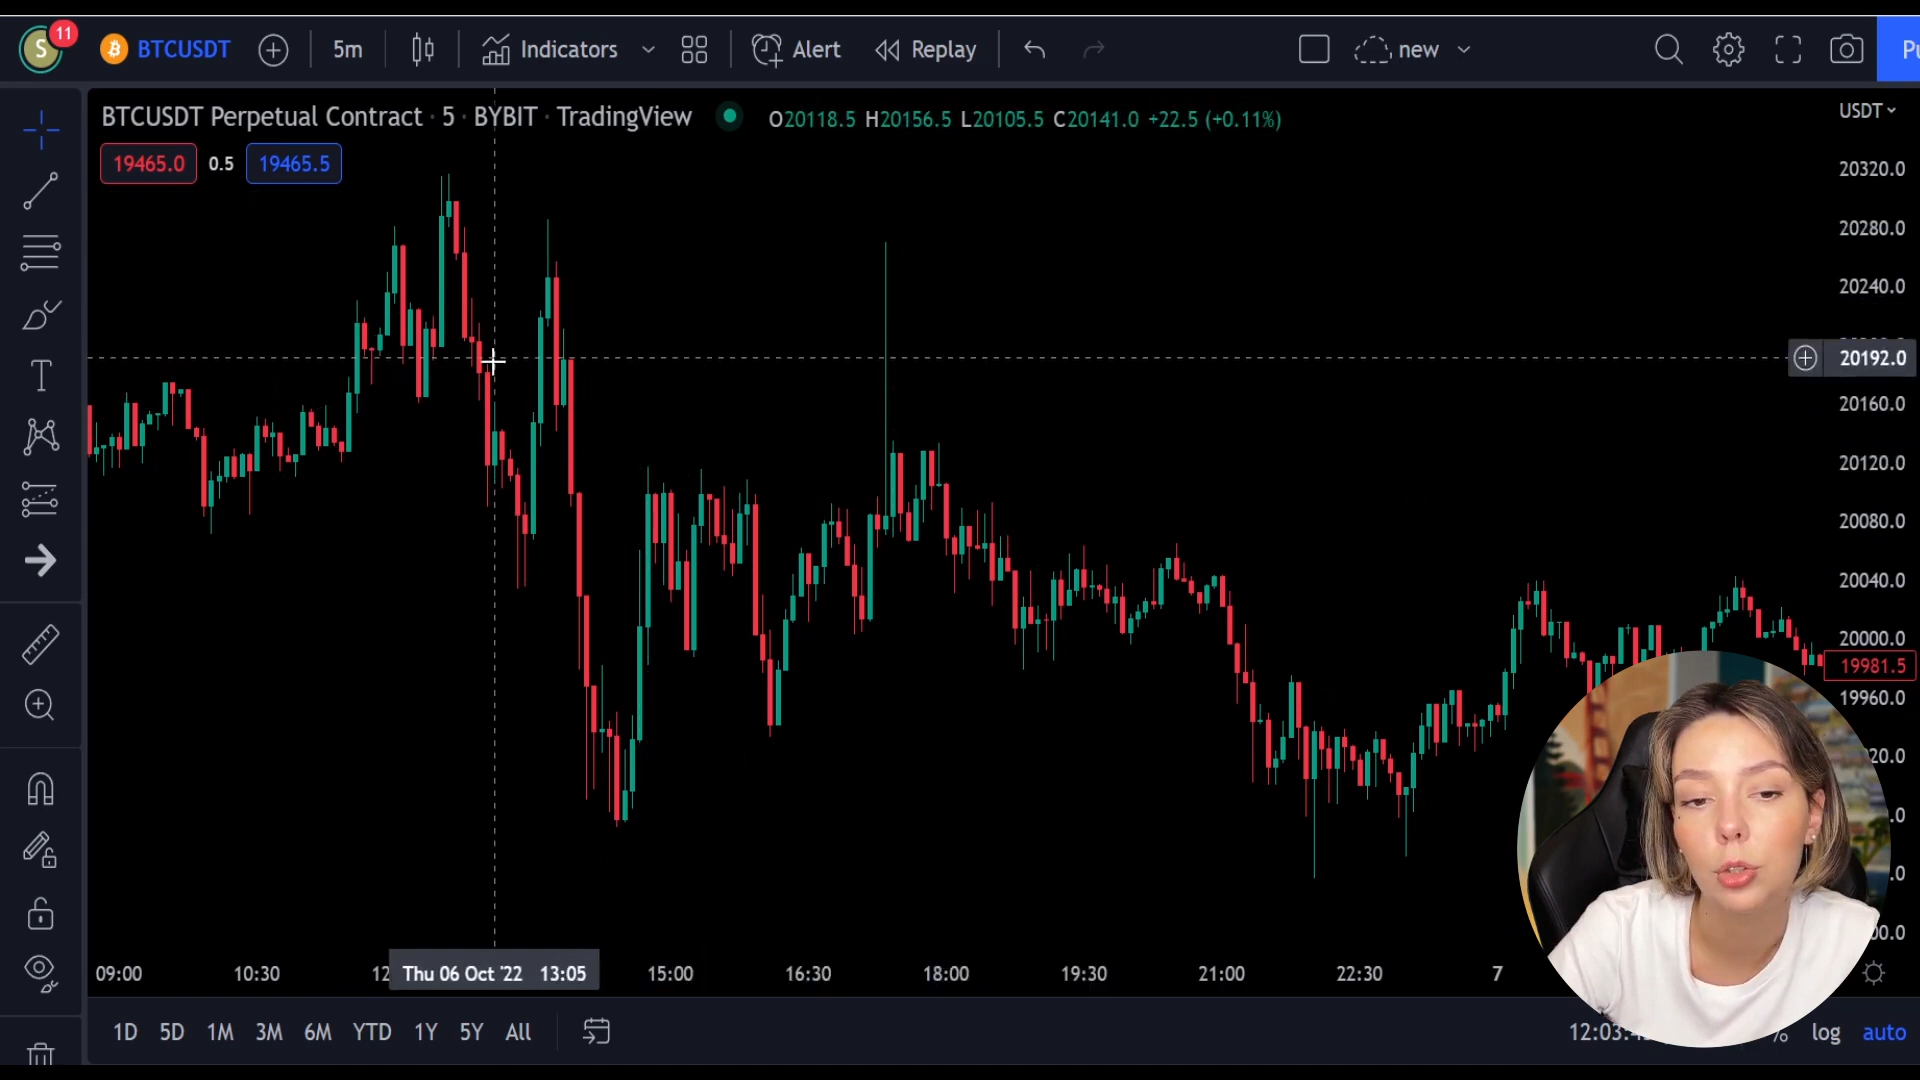 S 11 BTCUSDT 5m Indicators Alert Replay new Pu
BTCUSDT Perpetual Contract · 5 · BYBIT · TradingView O20118.5 H20156.5 L20105.5 C20141.0 +22.5 (+0.11%) USDT
19465.0 0.5 19465.5
20320.0
20280.0
20240.0
20192.0
20160.0
20120.0
20080.0
20040.0
20000.0
19981.5
19960.0
09:00 10:30 12 Thu 06 Oct '22 13:05 15:00 16:30 18:00 19:30 21:00 22:30 7
1D 5D 1M 3M 6M YTD 1Y 5Y All 12:03: % log auto